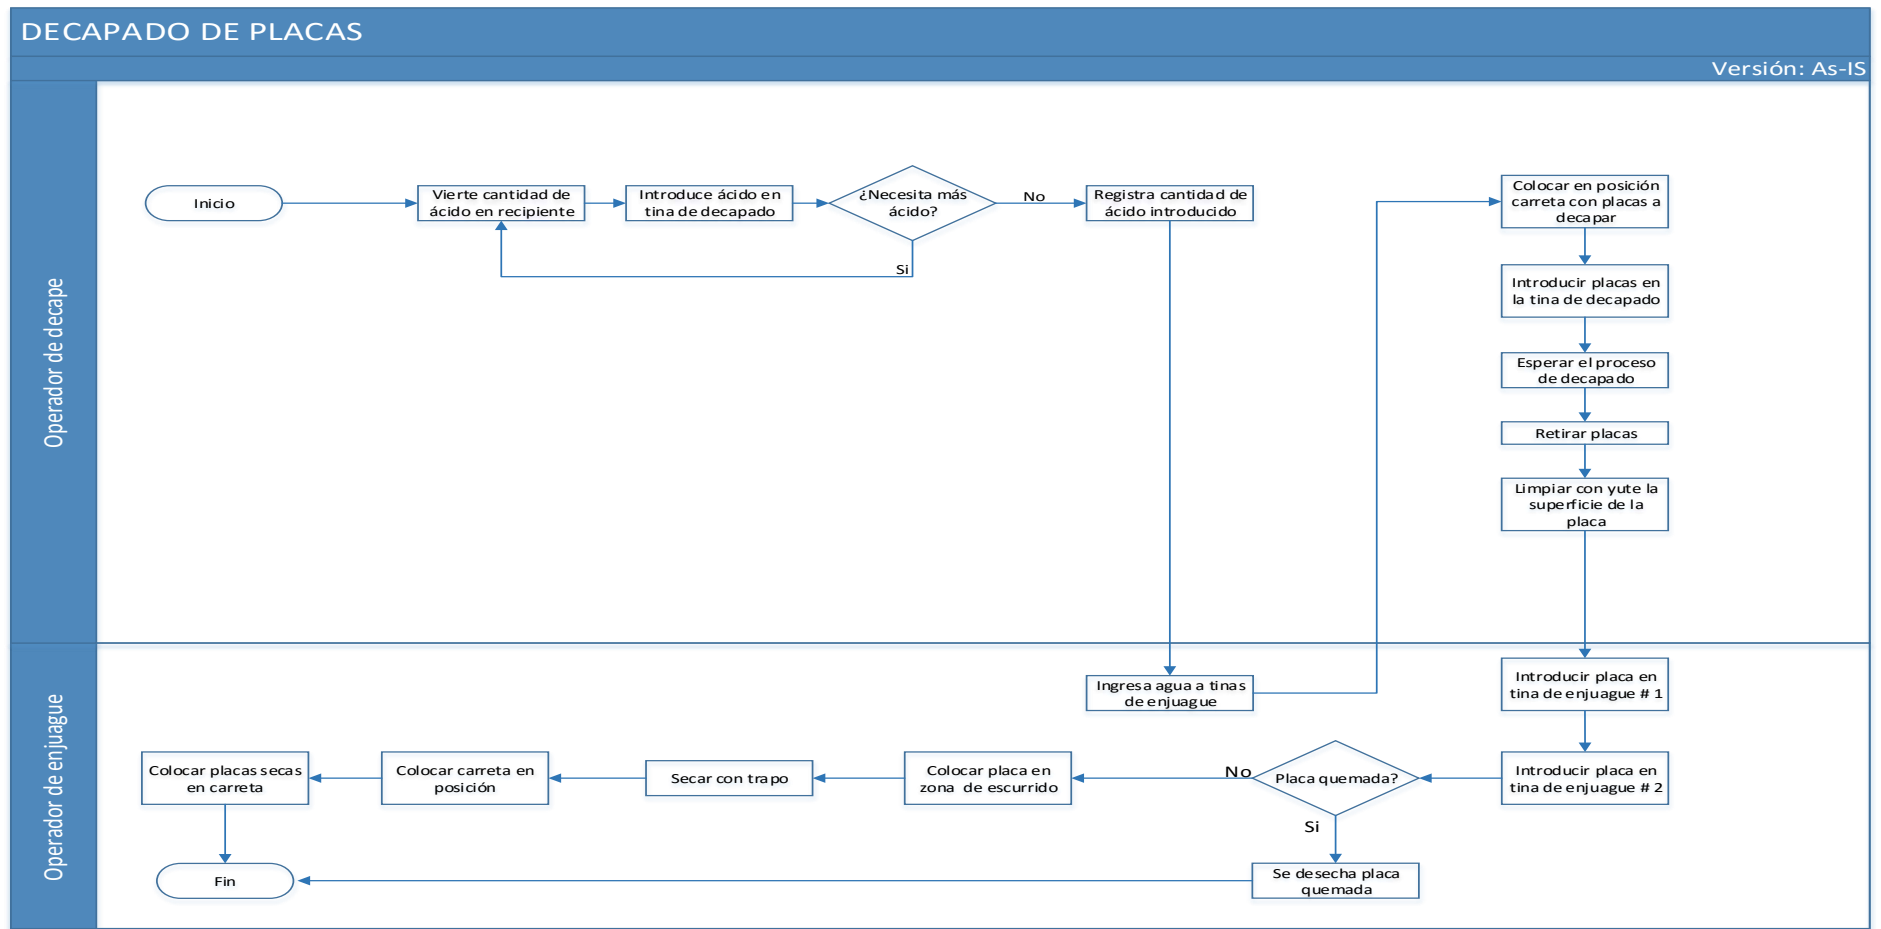 DECAPADO DE PLACAS
Versión: As-IS
Operador de decape
Inicio
Vierte cantidad de
ácido en recipiente
Introduce ácido en
tina de decapado
¿Necesita más
ácido?
No
Si
Registra cantidad de
ácido introducido
Colocar en posición
carreta con placas a
decapar
Introducir placas en
la tina de decapado
Esperar el proceso
de decapado
Retirar placas
Limpiar con yute la
superficie de la
placa
Operador de enjuague
Ingresa agua a tinas
de enjuague
Introducir placa en
tina de enjuague # 1
Introducir placa en
tina de enjuague # 2
Placa quemada?
No
Si
Colocar placa en
zona de escurrido
Secar con trapo
Colocar carreta en
posición
Colocar placas secas
en carreta
Se desecha placa
quemada
Fin